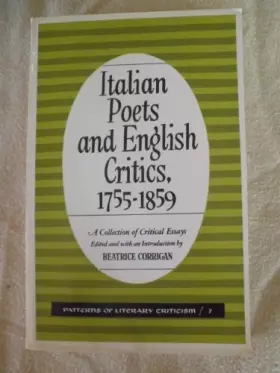 Italian
Poets
and English
Critics,
1755-1859
A Collection of Critical Essays
Edited and with an Introduction by
BEATRICE CORRIGAN
PATTERNS OF LITERARY CRITICISM / 7